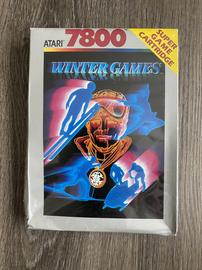 ATARI 7800
SUPER
GAME
CARTRIDGE
WINTER GAMES